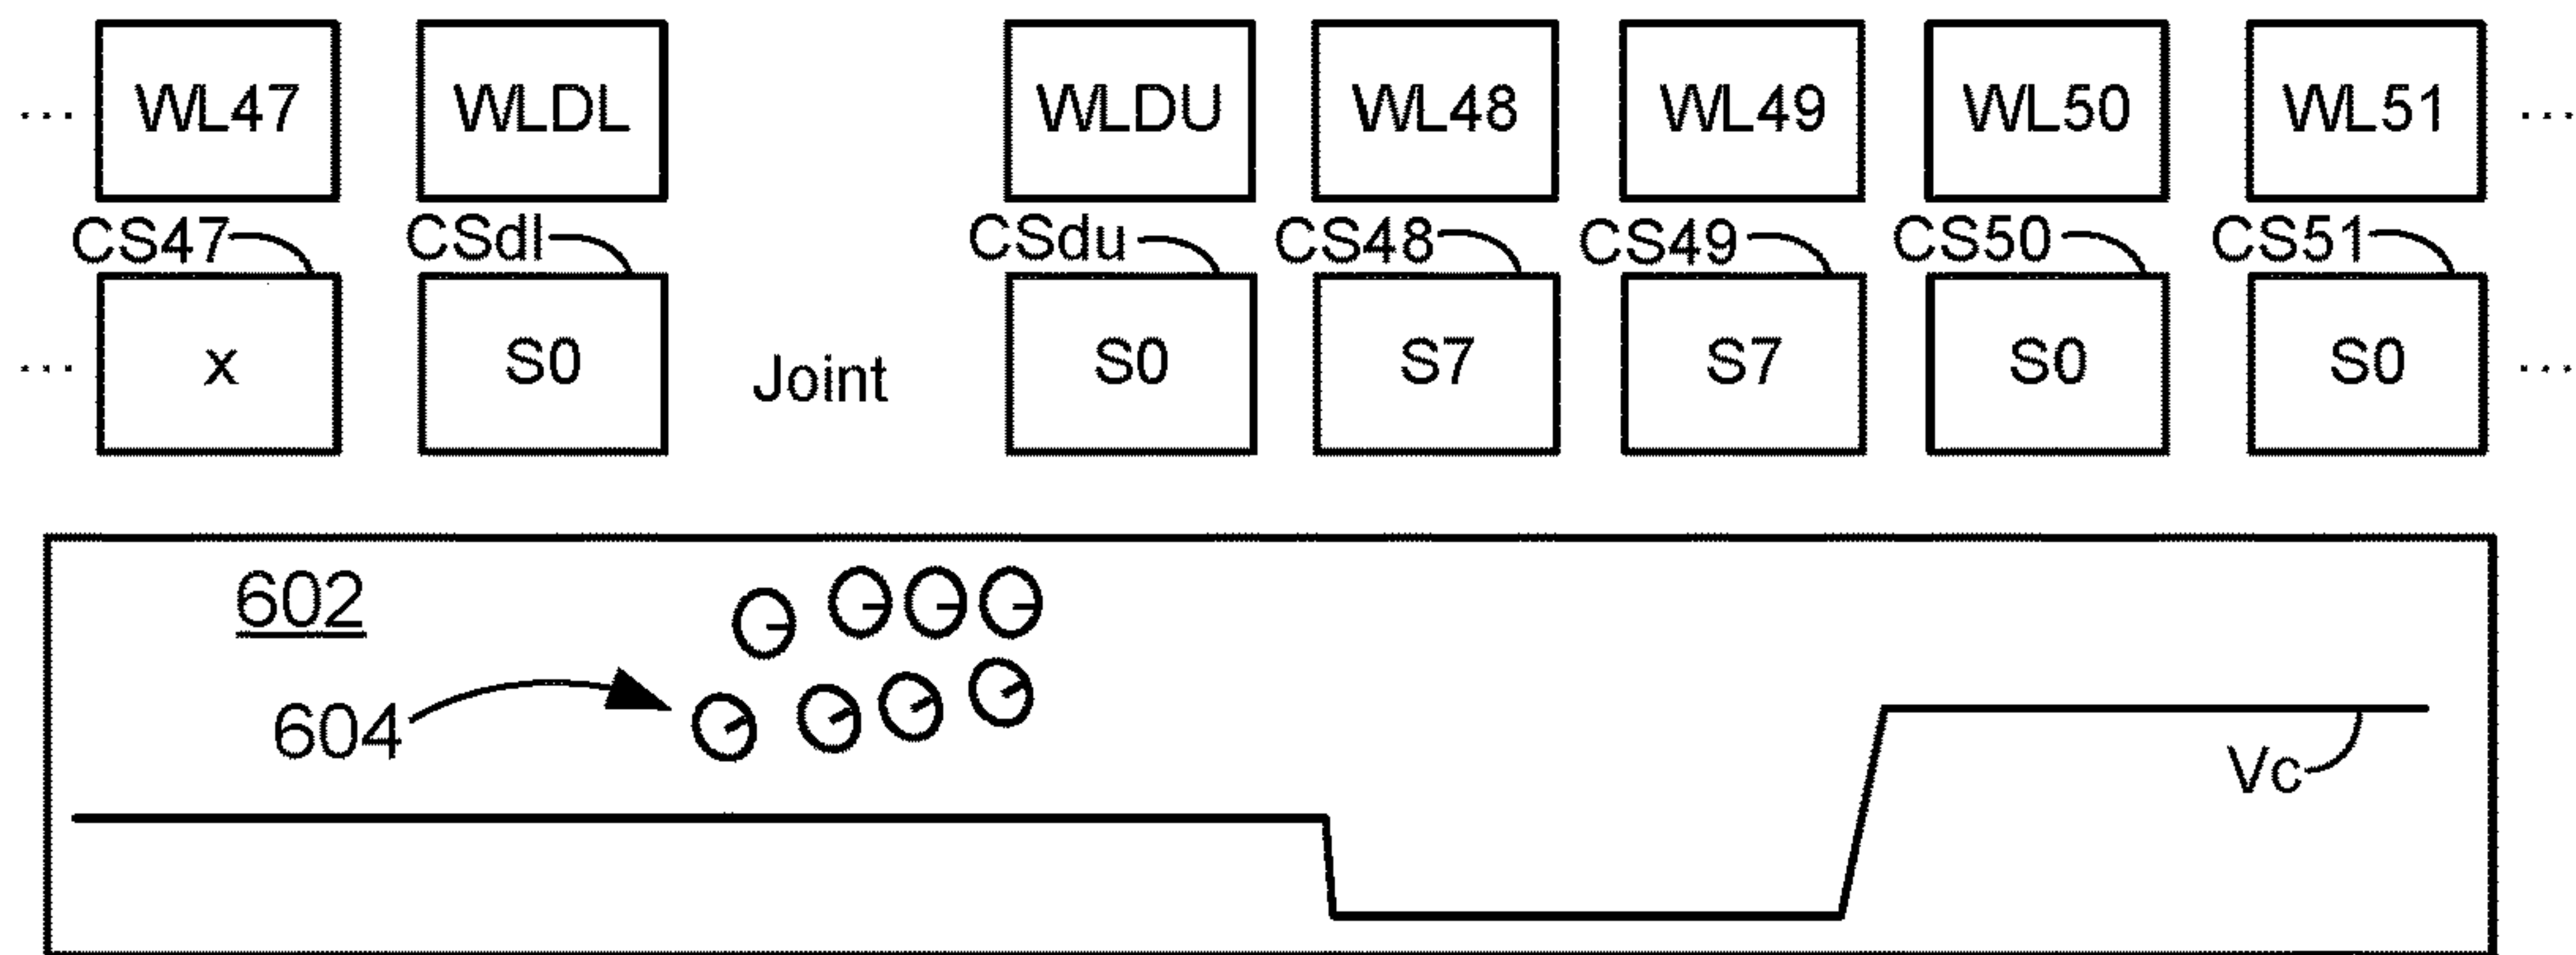 ... WL47 WLDL WLDU WL48 WL49 WL50 WL51 ...
CS47 CSdl CSdu CS48 CS49 CS50 CS51
... x S0 Joint S0 S7 S7 S0 S0 ...
602
604
Vc